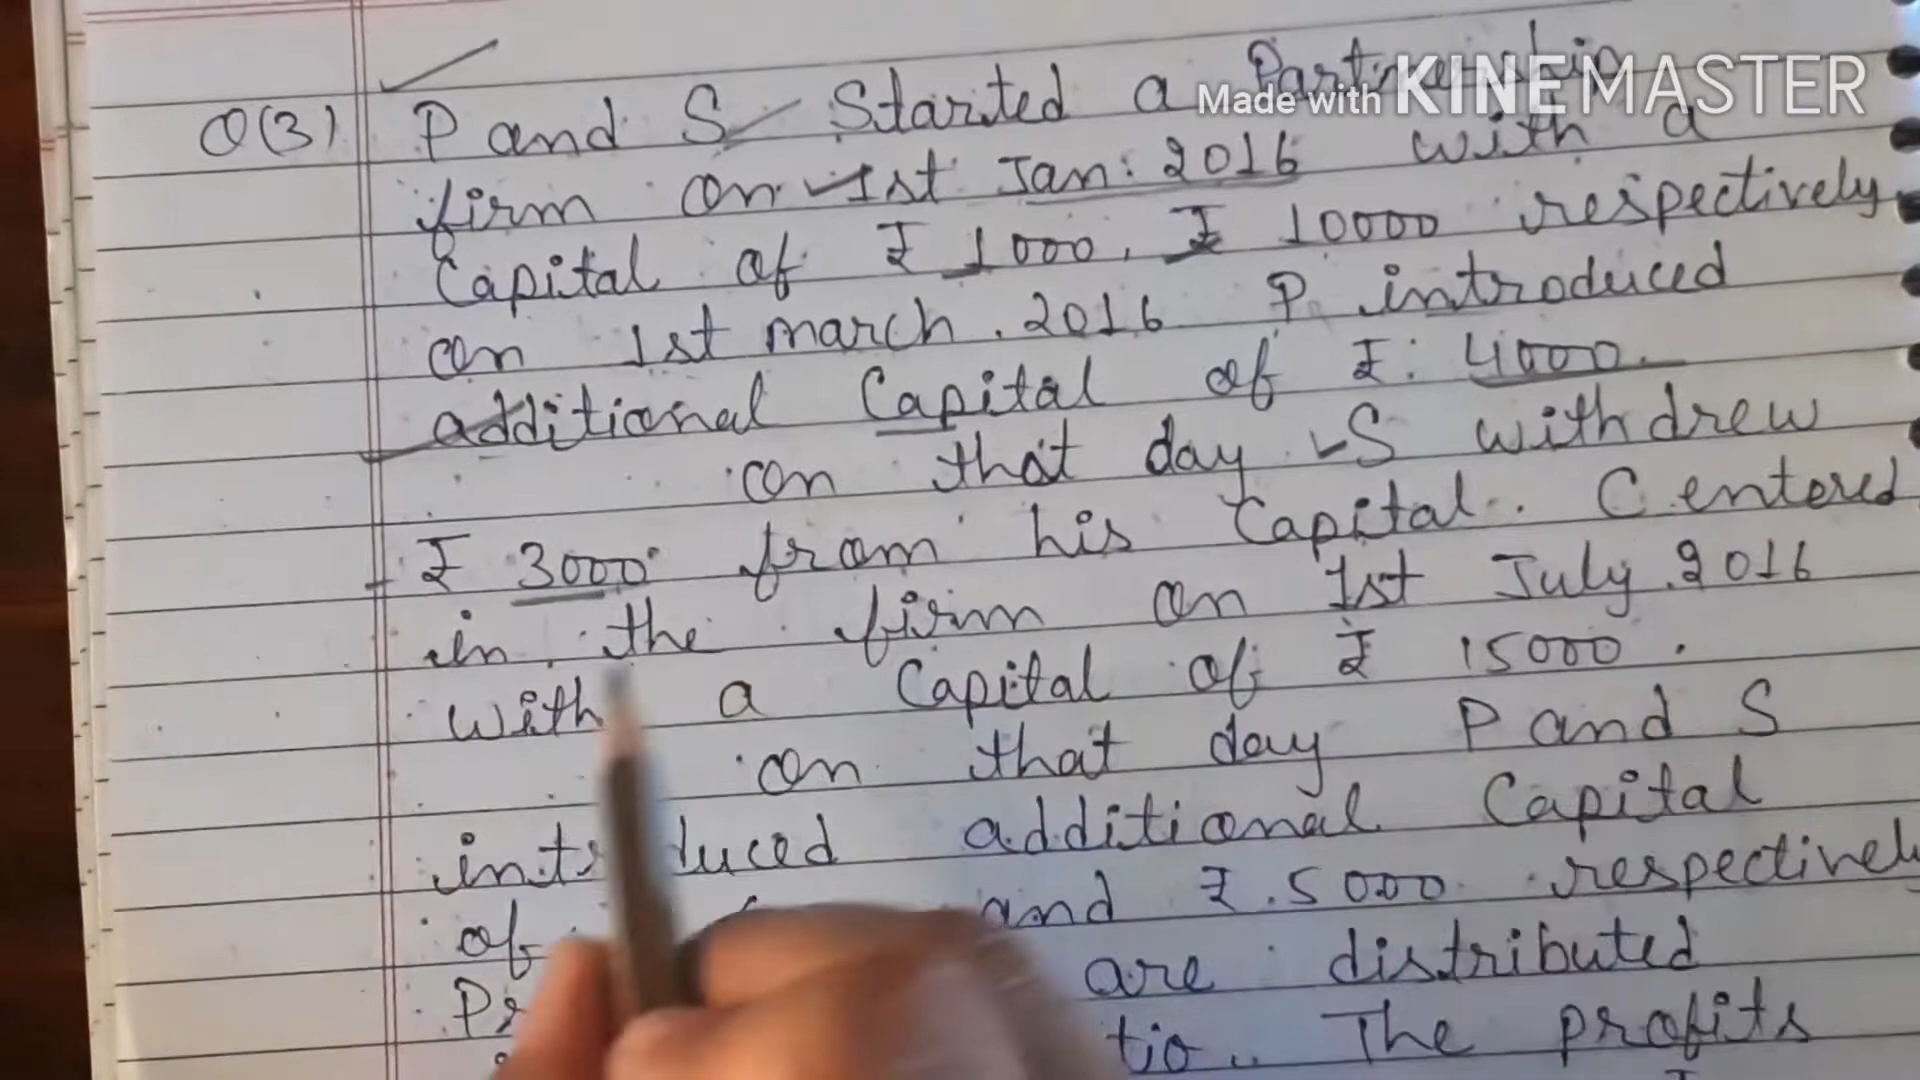 Made with KINEMASTER
Q(3) P and S Started a Partnership
firm on 1st Jan: 2016 with a
Capital of ₹ 1000, ₹ 10000 respectively
on 1st march. 2016 P introduced
additional Capital of ₹: 4000.
on that day S withdrew
₹ 3000 from his Capital. C entered
in the firm on 1st July. 2016
with a Capital of ₹ 15000.
on that day P and S
additional Capital
of and ₹.5000 respectively
are distributed
The profits